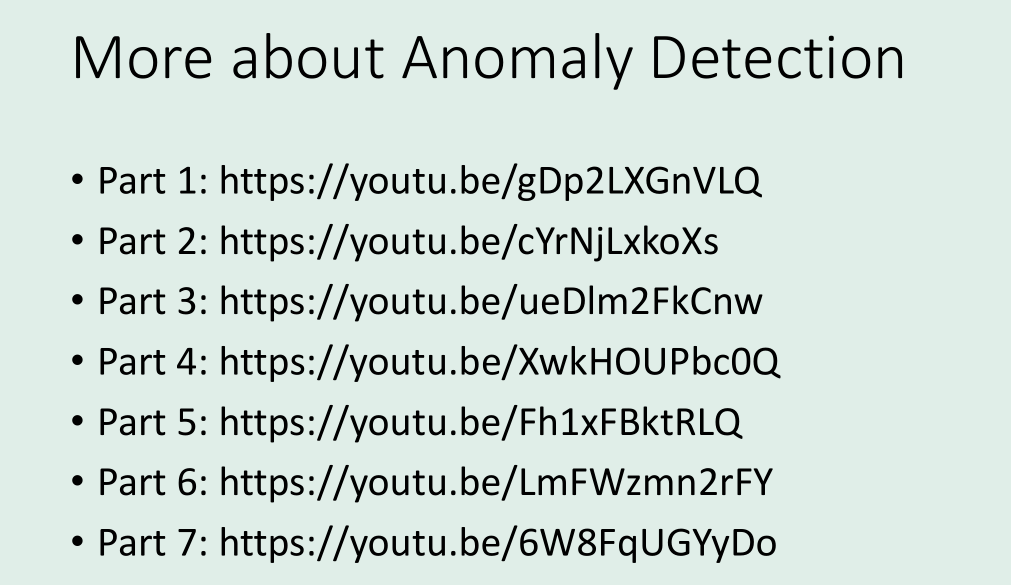 More about Anomaly Detection
• Part 1: https://youtu.be/gDp2LXGnVLQ
• Part 2: https://youtu.be/cYrNjLxkoXs
• Part 3: https://youtu.be/ueDlm2FkCnw
• Part 4: https://youtu.be/XwkHOUPbc0Q
• Part 5: https://youtu.be/Fh1xFBktRLQ
• Part 6: https://youtu.be/LmFWzmn2rFY
• Part 7: https://youtu.be/6W8FqUGYyDo